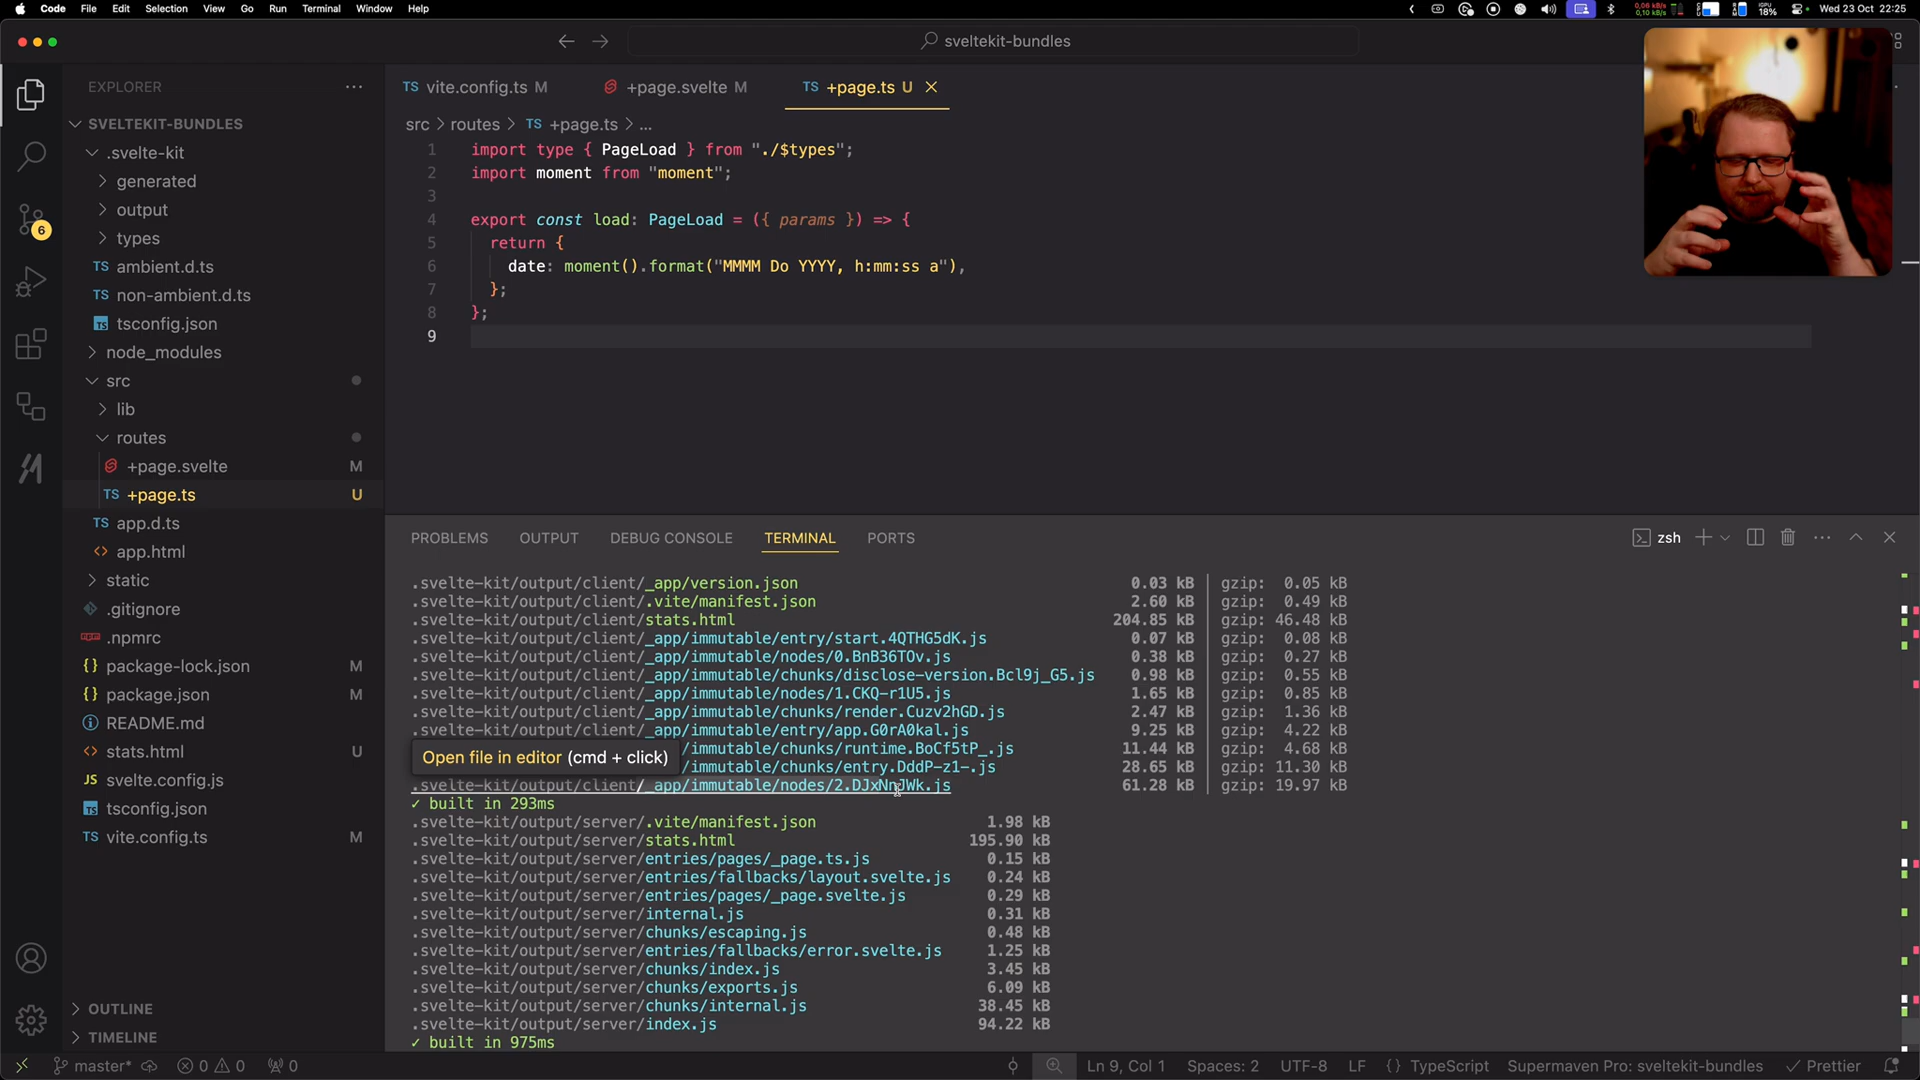 Code File Edit Selection View Go Run Terminal Window Help
0,06 kB/s
0,10 kB/s
IGPU
18%
Wed 23 Oct 22:25
sveltekit-bundles
EXPLORER
SVELTEKIT-BUNDLES
.svelte-kit
generated
output
types
TS ambient.d.ts
TS non-ambient.d.ts
TS tsconfig.json
node_modules
src
lib
routes
+page.svelte M
TS +page.ts U
TS app.d.ts
<> app.html
static
.gitignore
.npmrc
{} package-lock.json M
{} package.json M
README.md
<> stats.html U
JS svelte.config.js
TS tsconfig.json
TS vite.config.ts M
OUTLINE
TIMELINE
6
TS vite.config.ts M
+page.svelte M
TS +page.ts U
src > routes > TS +page.ts > ...
1 import type { PageLoad } from "./$types";
2 import moment from "moment";
3
4 export const load: PageLoad = ({ params }) => {
5 return {
6 date: moment().format("MMMM Do YYYY, h:mm:ss a"),
7 };
8 };
9
PROBLEMS OUTPUT DEBUG CONSOLE TERMINAL PORTS
zsh
.svelte-kit/output/client/_app/version.json 0.03 kB │ gzip: 0.05 kB
.svelte-kit/output/client/.vite/manifest.json 2.60 kB │ gzip: 0.49 kB
.svelte-kit/output/client/stats.html 204.85 kB │ gzip: 46.48 kB
.svelte-kit/output/client/_app/immutable/entry/start.4QTHG5dK.js 0.07 kB │ gzip: 0.08 kB
.svelte-kit/output/client/_app/immutable/nodes/0.BnB36TOv.js 0.38 kB │ gzip: 0.27 kB
.svelte-kit/output/client/_app/immutable/chunks/disclose-version.Bcl9j_G5.js 0.98 kB │ gzip: 0.55 kB
.svelte-kit/output/client/_app/immutable/nodes/1.CKQ-r1U5.js 1.65 kB │ gzip: 0.85 kB
.svelte-kit/output/client/_app/immutable/chunks/render.Cuzv2hGD.js 2.47 kB │ gzip: 1.36 kB
.svelte-kit/output/client/_app/immutable/entry/app.G0rA0kal.js 9.25 kB │ gzip: 4.22 kB
/immutable/chunks/runtime.BoCf5tP_.js 11.44 kB │ gzip: 4.68 kB
Open file in editor (cmd + click)
/immutable/chunks/entry.DddP-z1-.js 28.65 kB │ gzip: 11.30 kB
.svelte-kit/output/client/_app/immutable/nodes/2.DJxNnJWk.js 61.28 kB │ gzip: 19.97 kB
✓ built in 293ms
.svelte-kit/output/server/.vite/manifest.json 1.98 kB
.svelte-kit/output/server/stats.html 195.90 kB
.svelte-kit/output/server/entries/pages/_page.ts.js 0.15 kB
.svelte-kit/output/server/entries/fallbacks/layout.svelte.js 0.24 kB
.svelte-kit/output/server/entries/pages/_page.svelte.js 0.29 kB
.svelte-kit/output/server/internal.js 0.31 kB
.svelte-kit/output/server/chunks/escaping.js 0.48 kB
.svelte-kit/output/server/entries/fallbacks/error.svelte.js 1.25 kB
.svelte-kit/output/server/chunks/index.js 3.45 kB
.svelte-kit/output/server/chunks/exports.js 6.09 kB
.svelte-kit/output/server/chunks/internal.js 38.45 kB
.svelte-kit/output/server/index.js 94.22 kB
✓ built in 975ms
master* 0 0 0
Ln 9, Col 1 Spaces: 2 UTF-8 LF {} TypeScript Supermaven Pro: sveltekit-bundles Prettier